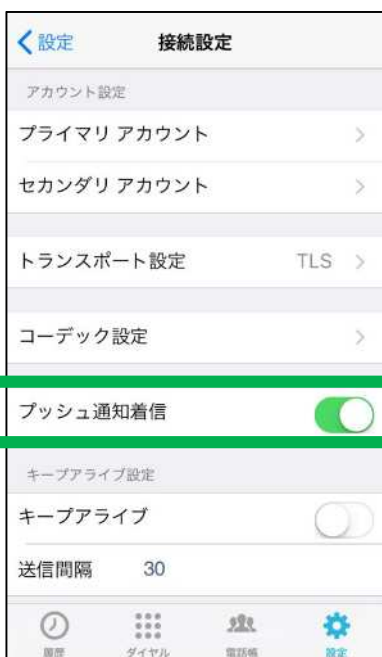 設定 接続設定
アカウント設定
プライマリ アカウント
セカンダリ アカウント
トランスポート設定 TLS
コーデック設定
プッシュ通知着信
キープアライブ設定
キープアライブ
送信間隔 30
履歴 ダイヤル 電話帳 設定